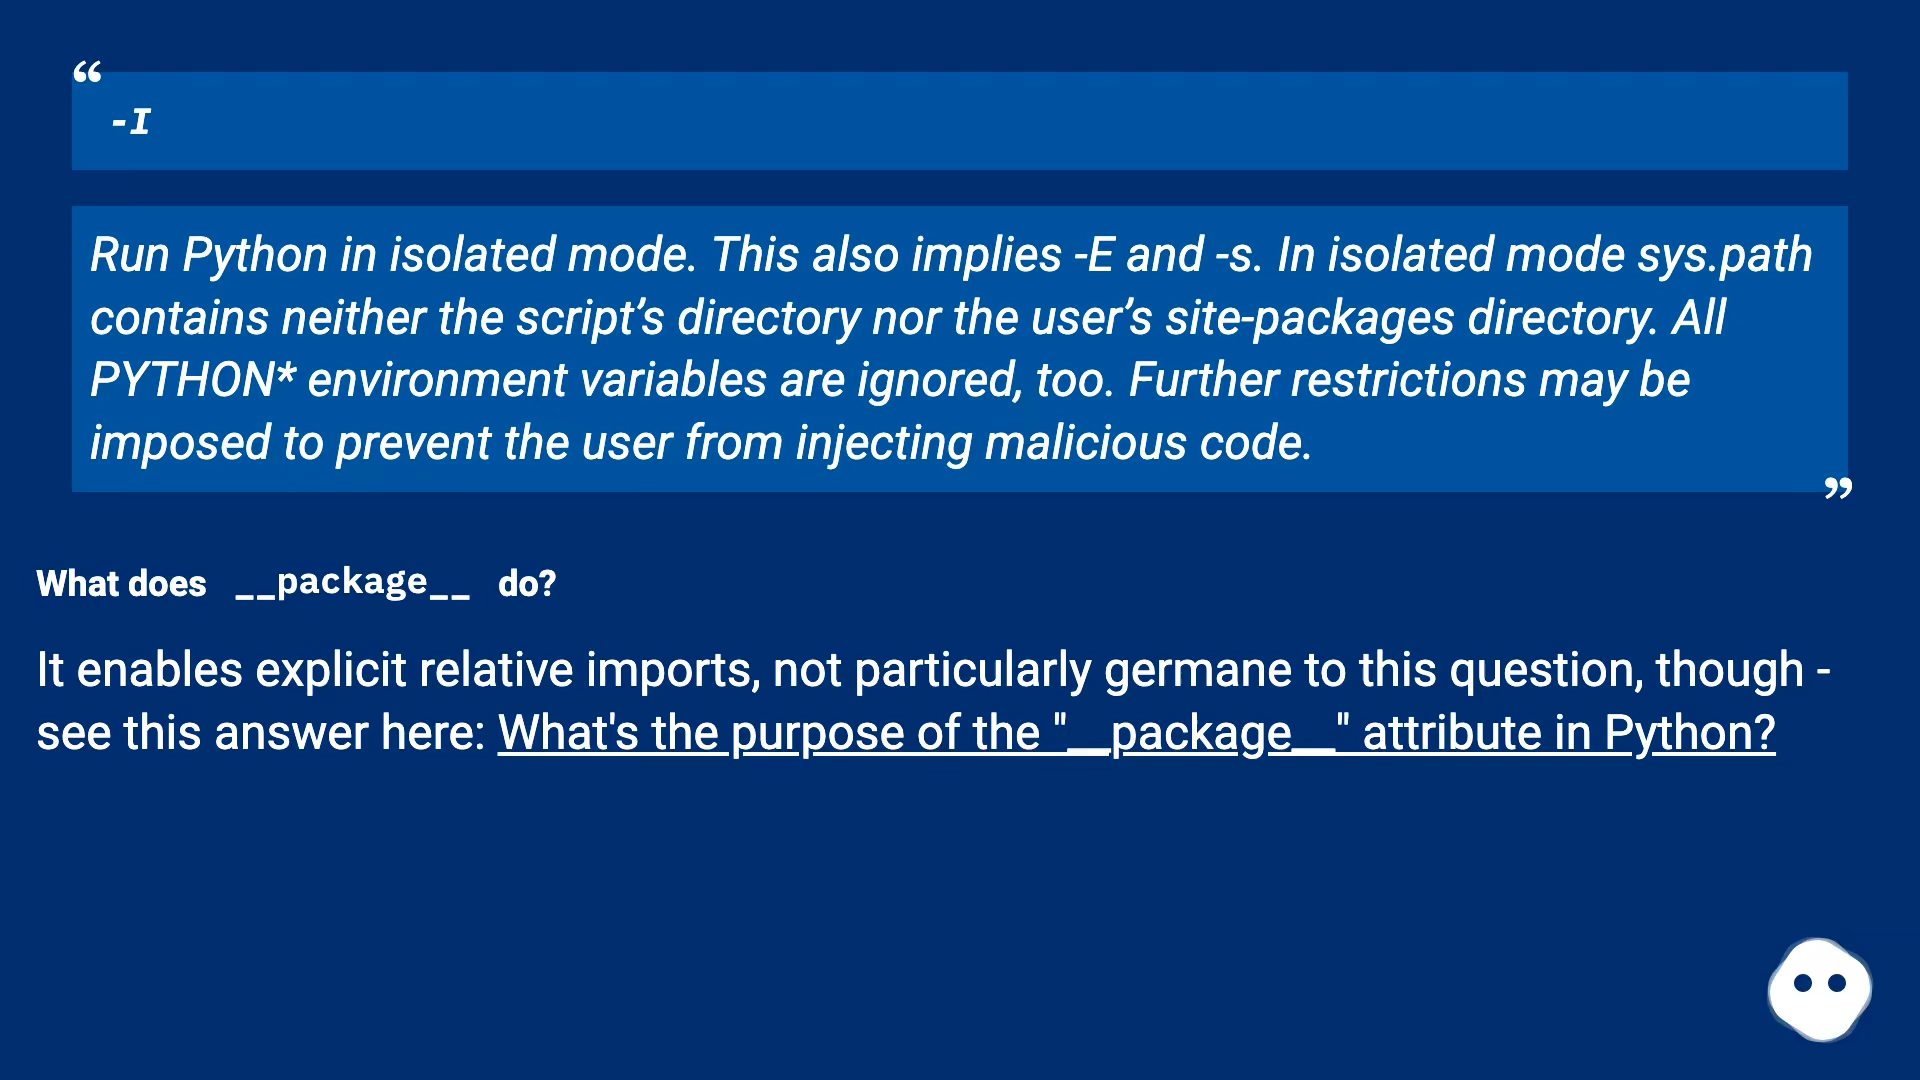 “
-I
Run Python in isolated mode. This also implies -E and -s. In isolated mode sys.path
contains neither the script’s directory nor the user’s site-packages directory. All
PYTHON* environment variables are ignored, too. Further restrictions may be
imposed to prevent the user from injecting malicious code.
”
What does __package__ do?
It enables explicit relative imports, not particularly germane to this question, though -
see this answer here: What's the purpose of the "__package__" attribute in Python?